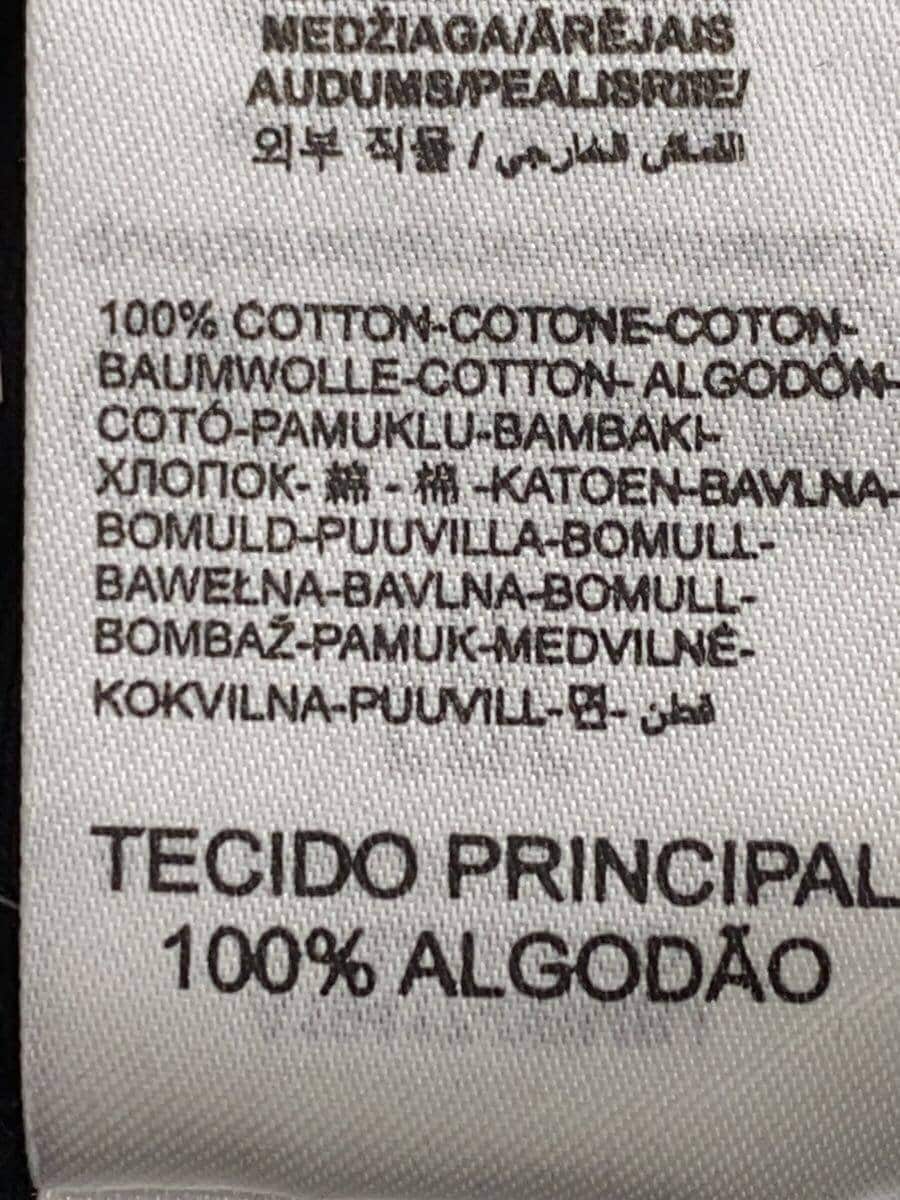 MEDŽIAGA/ĀRĒJAIS
AUDUMS/PEALISRIIE/
외부 직물 / القماش الخارجي
100% COTTON-COTONE-COTON-
BAUMWOLLE-COTTON- ALGODÓN-
COTÓ-PAMUKLU-BAMBAKI-
ХЛОПОК- 綿 - 棉 -KATOEN-BAVLNA-
BOMULD-PUUVILLA-BOMULL-
BAWEŁNA-BAVLNA-BOMULL-
BOMBAŽ-PAMUK-MEDVILNĖ-
KOKVILNA-PUUVILL-면- قطن
TECIDO PRINCIPAL
100% ALGODÃO